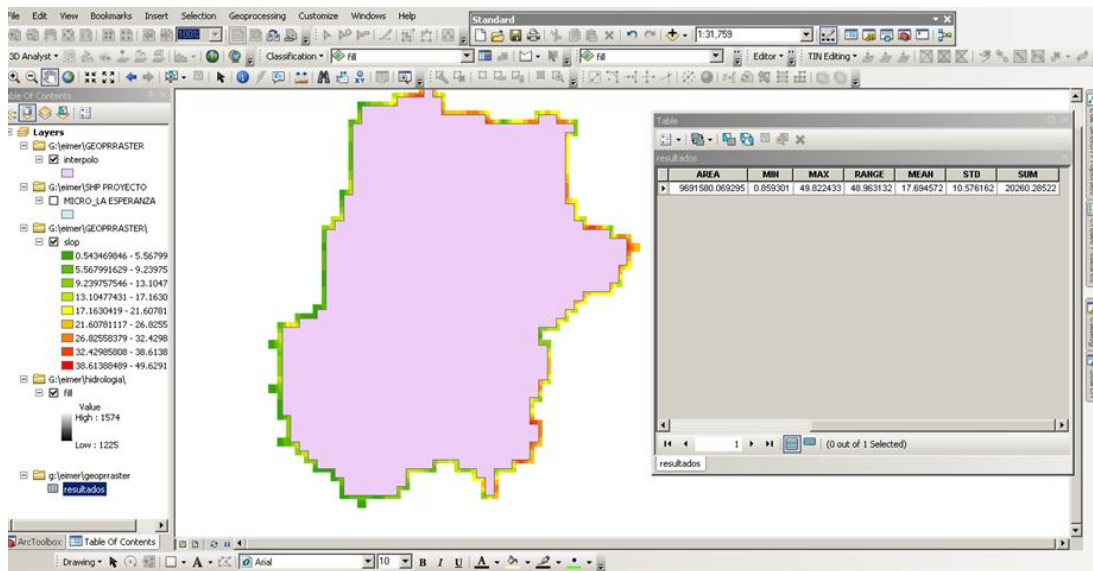 File Edit View Bookmarks Insert Selection Geoprocessing Customize Windows Help
Standard
100%
1:31,759
3D Analyst
Classification
fill
fill
Editor
TIN Editing
Table Of Contents
Layers
G:\eimer\GEOPRRASTER
interpolo
G:\eimer\SHP PROYECTO
MICRO_LA ESPERANZA
G:\eimer\GEOPRRASTER\
slop
0.543469846 - 5.56799
5.567991629 - 9.23975
9.239757546 - 13.1047
13.10477431 - 17.1630
17.1630419 - 21.60781
21.60781117 - 26.8255
26.82558379 - 32.4298
32.42985808 - 38.6138
38.61388489 - 49.6291
G:\eimer\hidrologia\
fill
Value
High : 1574
Low : 1225
g:\eimer\geoprraster
resultados
Table
resultados
AREA MIN MAX RANGE MEAN STD SUM
9691580.069295 0.859301 49.822433 48.963132 17.694572 10.576162 20260.28522
1
(0 out of 1 Selected)
resultados
ArcToolbox Table Of Contents
Drawing
A
Arial
10
B I U A